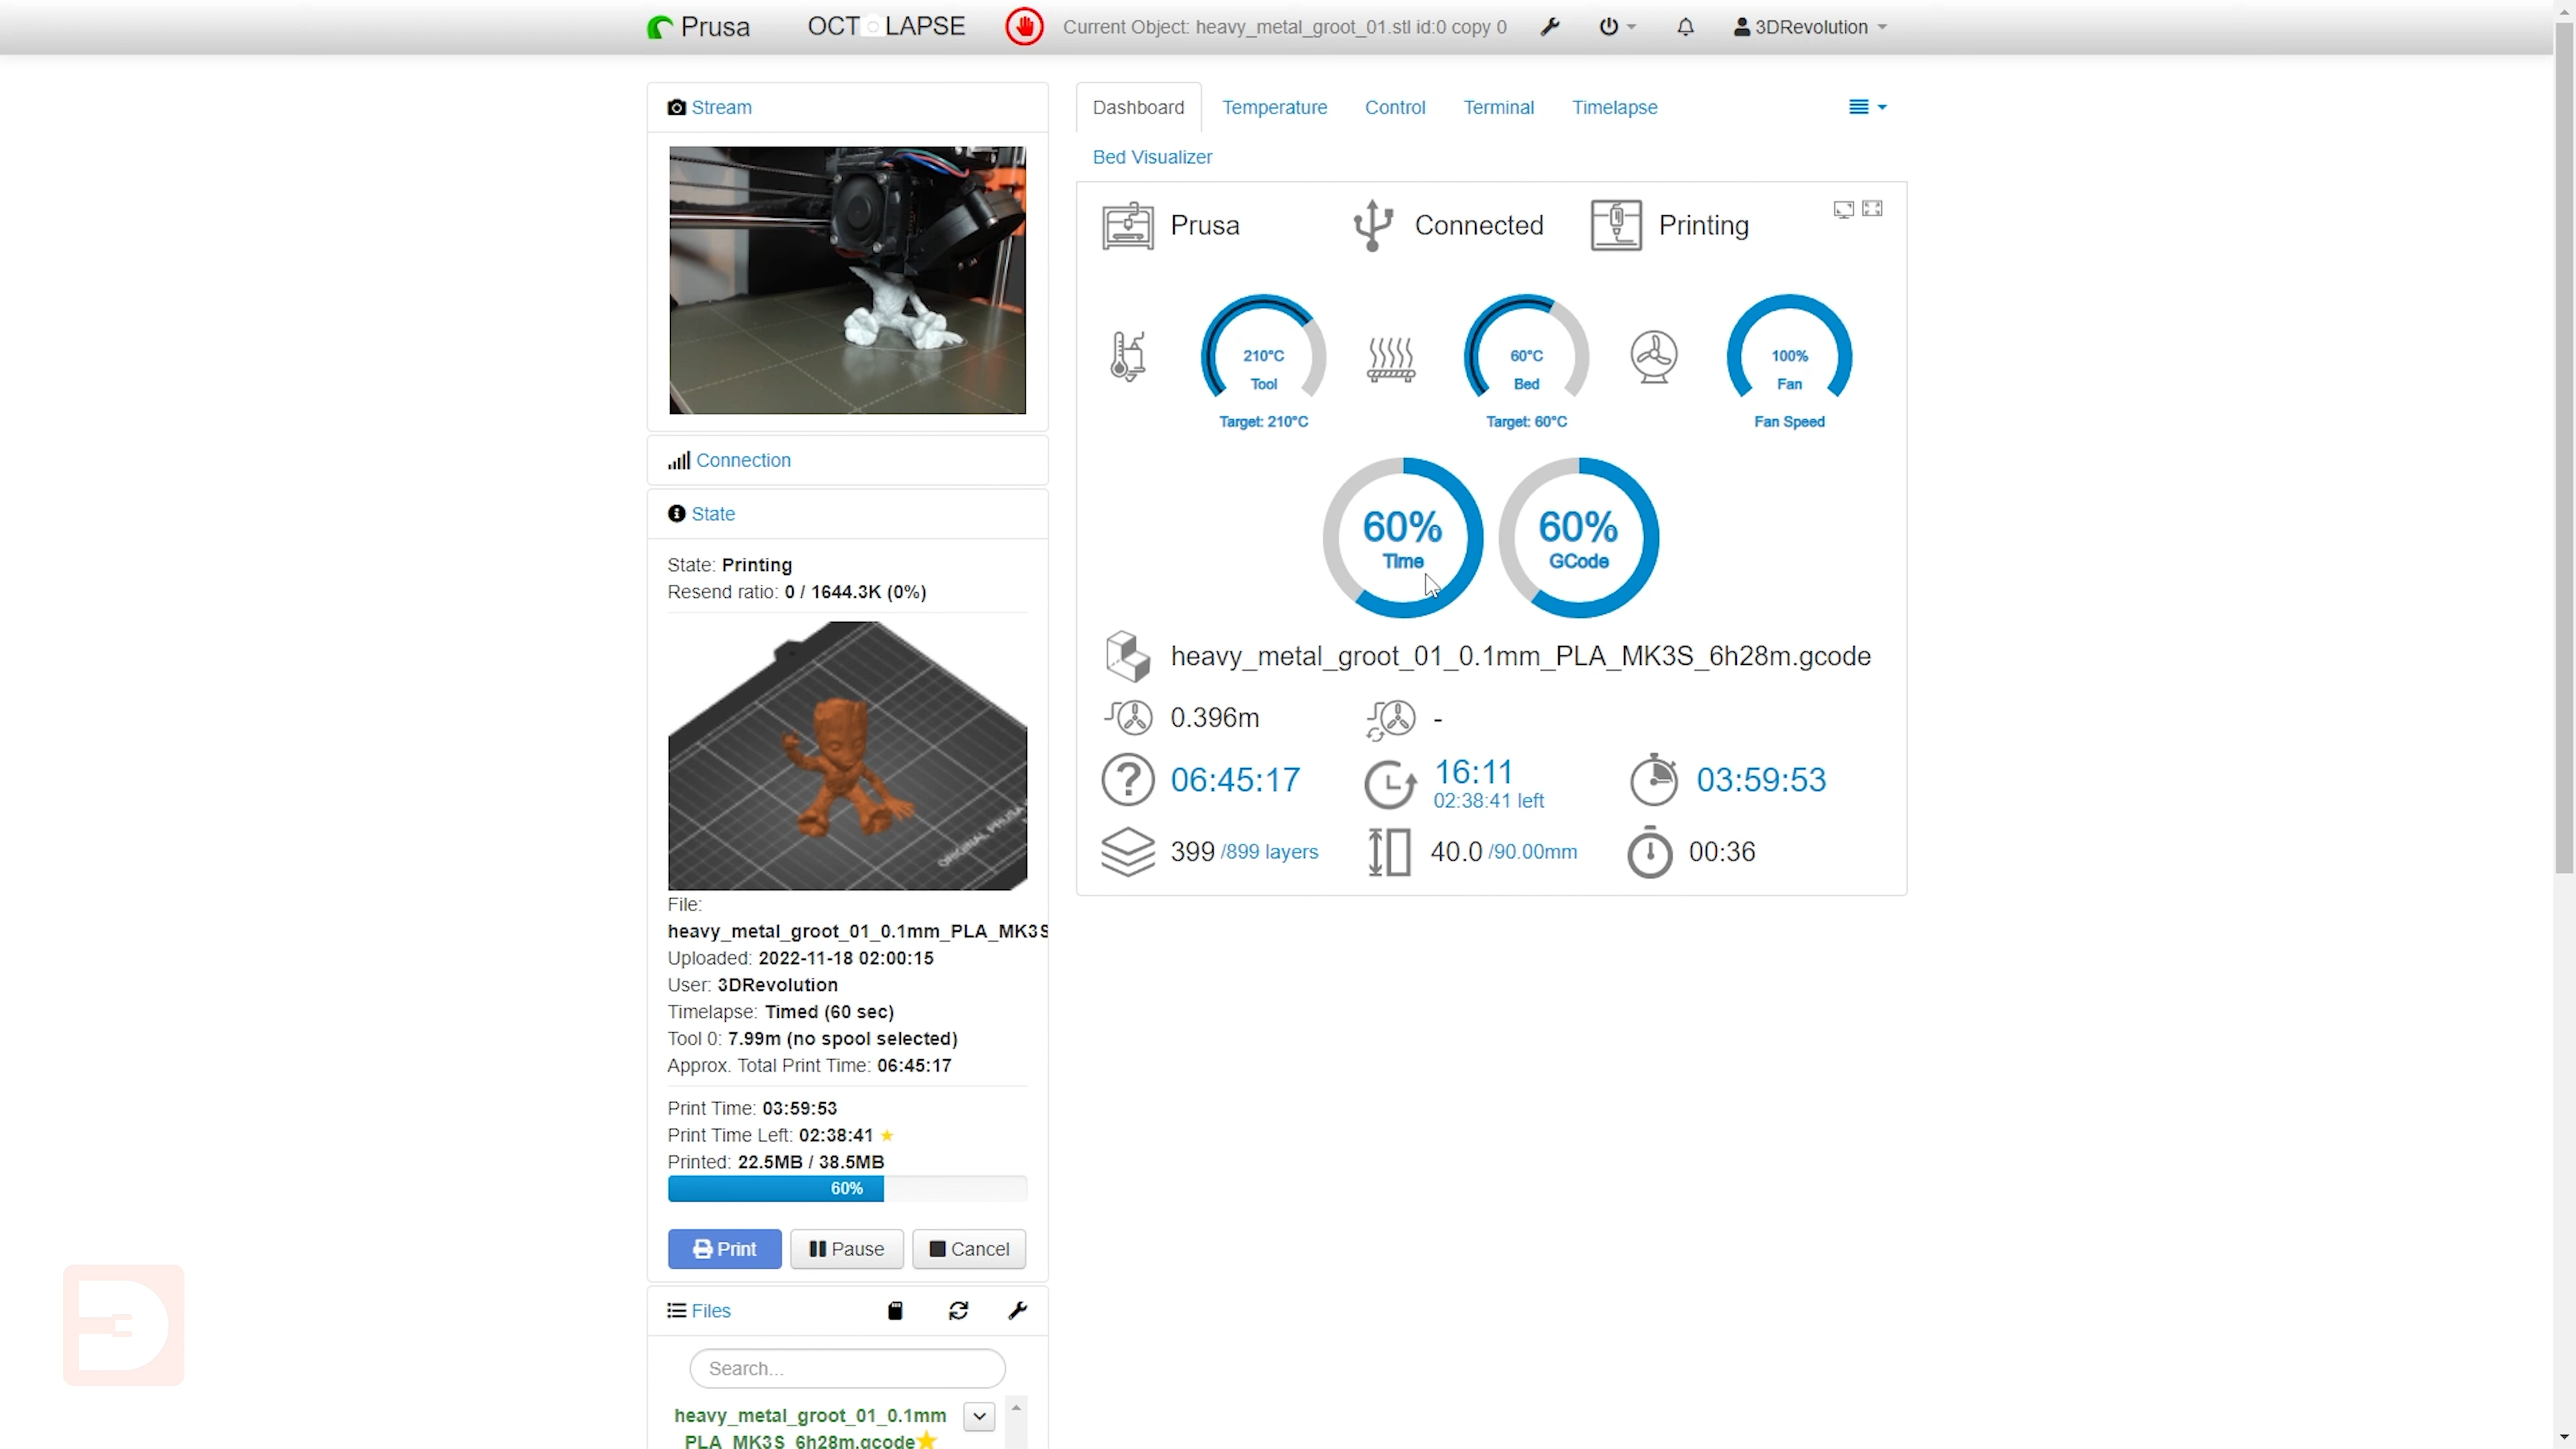 Prusa
OCTOLAPSE
Current Object: heavy_metal_groot_01.stl id:0 copy 0
3DRevolution
Stream
Connection
State
State: Printing
Resend ratio: 0 / 1644.3K (0%)
ORIGINAL PRUSA
File:
heavy_metal_groot_01_0.1mm_PLA_MK3S
Uploaded: 2022-11-18 02:00:15
User: 3DRevolution
Timelapse: Timed (60 sec)
Tool 0: 7.99m (no spool selected)
Approx. Total Print Time: 06:45:17
Print Time: 03:59:53
Print Time Left: 02:38:41
Printed: 22.5MB / 38.5MB
60%
Print Pause Cancel
Files
Search...
heavy_metal_groot_01_0.1mm
PLA_MK3S_6h28m.gcode
Dashboard Temperature Control Terminal Timelapse
Bed Visualizer
Prusa Connected Printing
210°C
Tool
Target: 210°C
60°C
Bed
Target: 60°C
100%
Fan
Fan Speed
60%
Time
60%
GCode
heavy_metal_groot_01_0.1mm_PLA_MK3S_6h28m.gcode
0.396m -
06:45:17
16:11
02:38:41 left
03:59:53
399 /899 layers 40.0 /90.00mm 00:36
3D